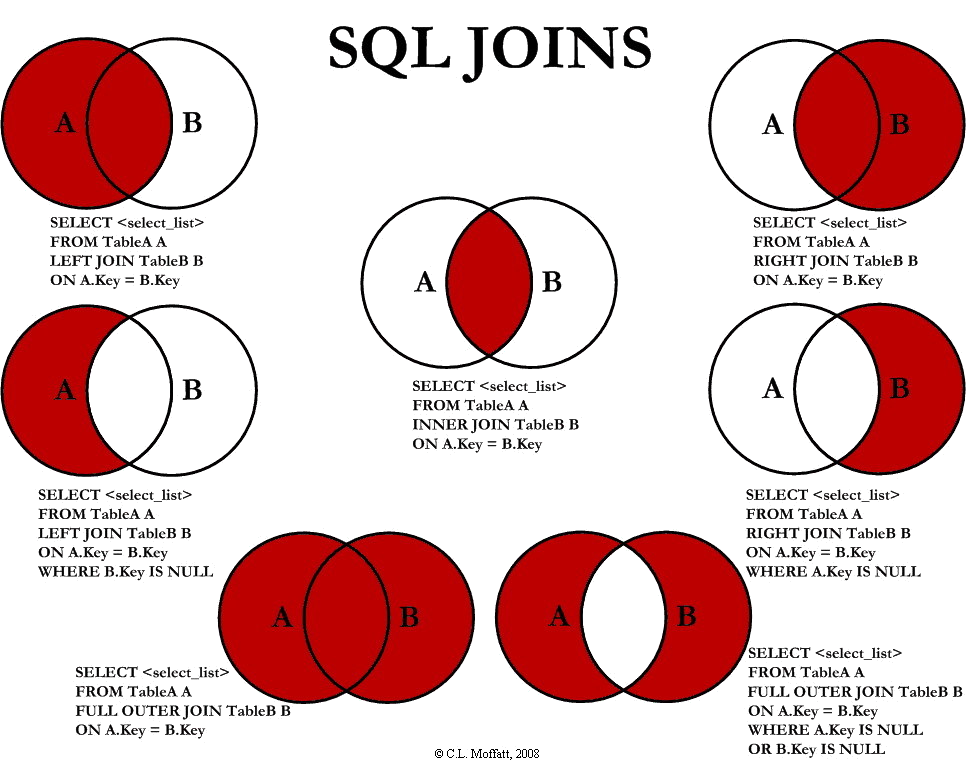 SQL JOINS
A B
SELECT <select_list>
FROM TableA A
LEFT JOIN TableB B
ON A.Key = B.Key
A B
SELECT <select_list>
FROM TableA A
RIGHT JOIN TableB B
ON A.Key = B.Key
A B
SELECT <select_list>
FROM TableA A
INNER JOIN TableB B
ON A.Key = B.Key
A B
SELECT <select_list>
FROM TableA A
LEFT JOIN TableB B
ON A.Key = B.Key
WHERE B.Key IS NULL
A B
SELECT <select_list>
FROM TableA A
RIGHT JOIN TableB B
ON A.Key = B.Key
WHERE A.Key IS NULL
A B
SELECT <select_list>
FROM TableA A
FULL OUTER JOIN TableB B
ON A.Key = B.Key
A B
SELECT <select_list>
FROM TableA A
FULL OUTER JOIN TableB B
ON A.Key = B.Key
WHERE A.Key IS NULL
OR B.Key IS NULL
© C.L. Moffatt, 2008